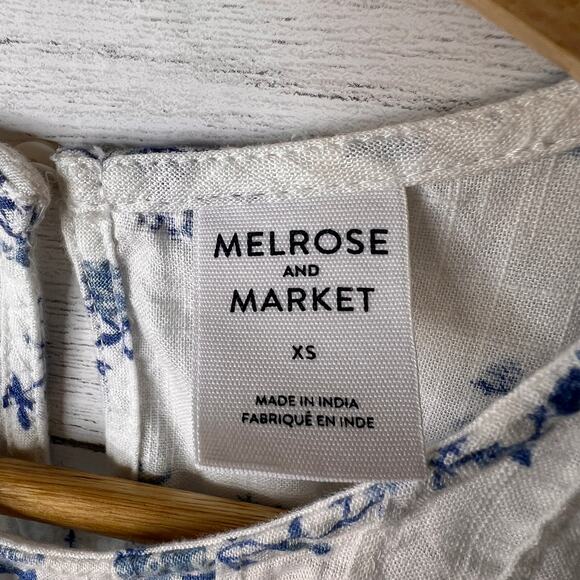 MELROSE
AND
MARKET
XS
MADE IN INDIA
FABRIQUÉ EN INDE